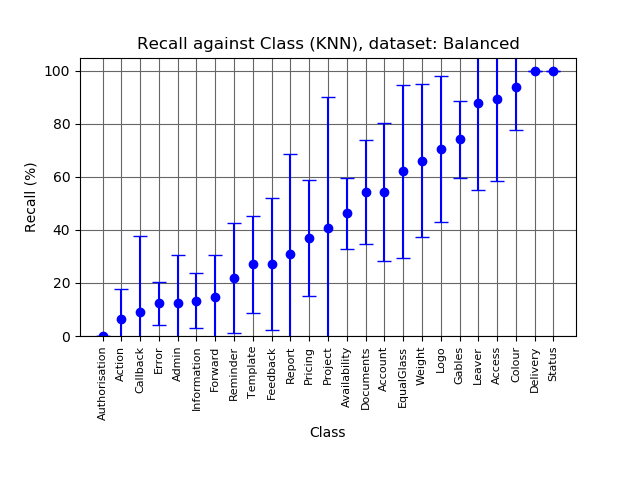 Recall against Class (KNN), dataset: Balanced
100
80
60
40
20
0
Recall (%)
Authorisation
Action
Callback
Error
Admin
Information
Forward
Reminder
Template
Feedback
Report
Pricing
Project
Availability
Documents
Account
EqualGlass
Weight
Logo
Gables
Leaver
Access
Colour
Delivery
Status
Class